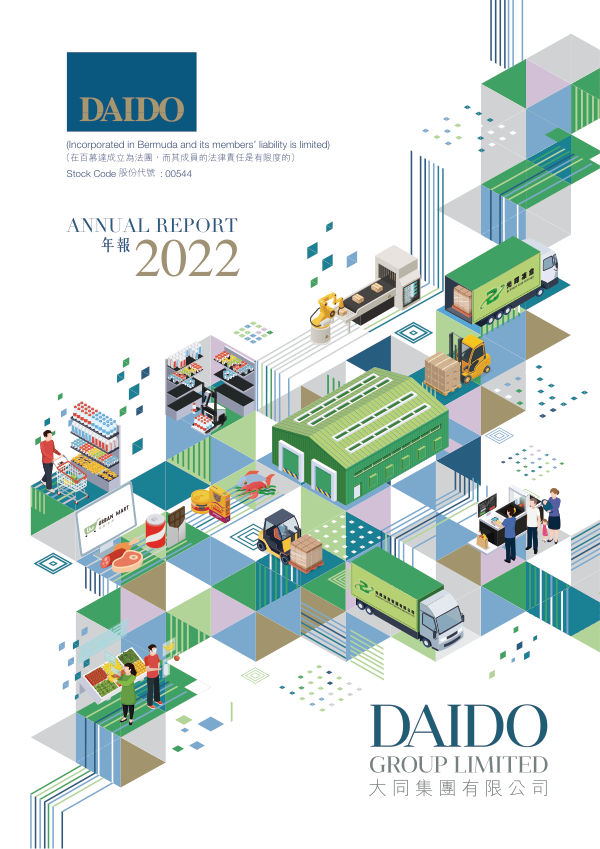 DAIDO
(Incorporated in Bermuda and its members' liability is limited)
(在百慕達成立為法團，而其成員的法律責任是有限度的)
Stock Code 股份代號 : 00544
ANNUAL REPORT
年報 2022
URBAN MART
DAIDO
GROUP LIMITED
大同集團有限公司